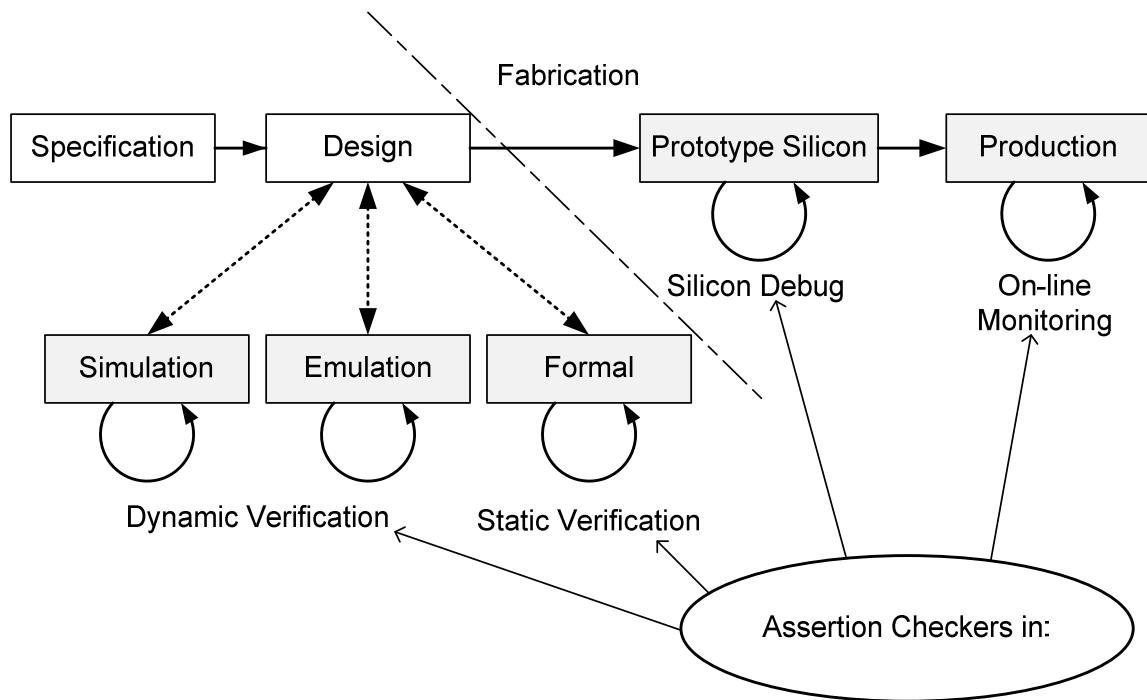 Fabrication
Specification
Design
Prototype Silicon
Production
Silicon Debug
On-line
Monitoring
Simulation
Emulation
Formal
Dynamic Verification
Static Verification
Assertion Checkers in: